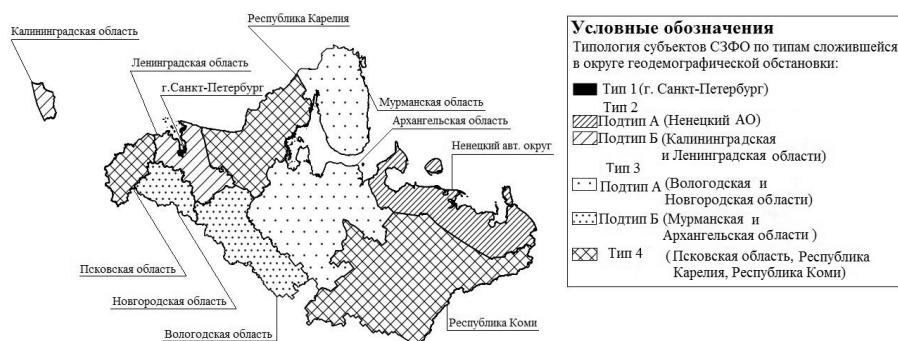 Республика Карелия
Калининградская область
Ленинградская область
г.Санкт-Петербург
Мурманская область
Архангельская область
Ненецкий авт. округ
Псковская область
Новгородская область
Вологодская область
Республика Коми
Условные обозначения
Типология субъектов СЗФО по типам сложившейся
в округе геодемографической обстановки:
Тип 1 (г. Санкт-Петербург)
Тип 2
Подтип А (Ненецкий АО)
Подтип Б (Калининградская
и Ленинградская области)
Тип 3
Подтип А (Вологодская и
Новгородская области)
Подтип Б (Мурманская и
Архангельская области )
Тип 4 (Псковская область, Республика
Карелия, Республика Коми)